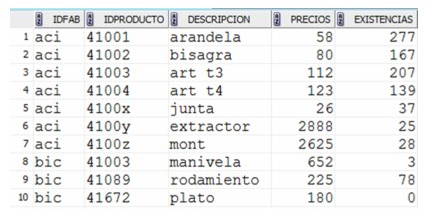 IDFAB IDPRODUCTO DESCRIPCION PRECIOS EXISTENCIAS
1 aci 41001 arandela 58 277
2 aci 41002 bisagra 80 167
3 aci 41003 art t3 112 207
4 aci 41004 art t4 123 139
5 aci 4100x junta 26 37
6 aci 4100y extractor 2888 25
7 aci 4100z mont 2625 28
8 bic 41003 manivela 652 3
9 bic 41089 rodamiento 225 78
10 bic 41672 plato 180 0